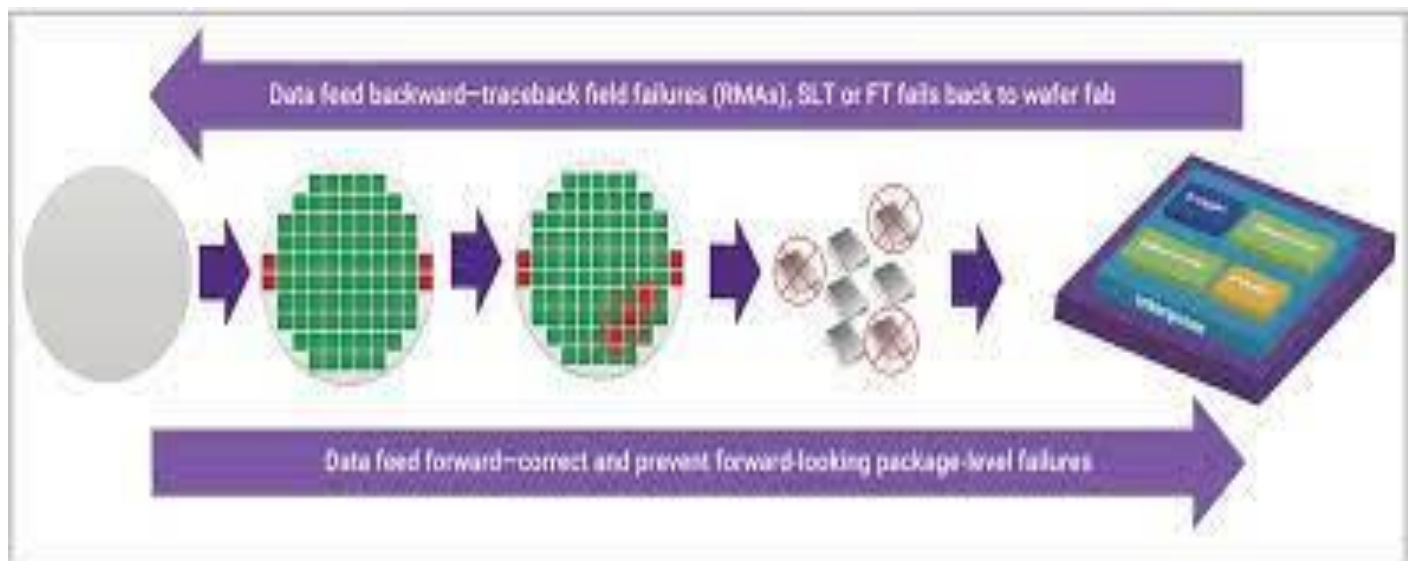 Data feed backward—traceback field failures (RMAs), SLT or FT fails back to wafer fab
Interposer
Data feed forward—correct and prevent forward-looking package-level failures